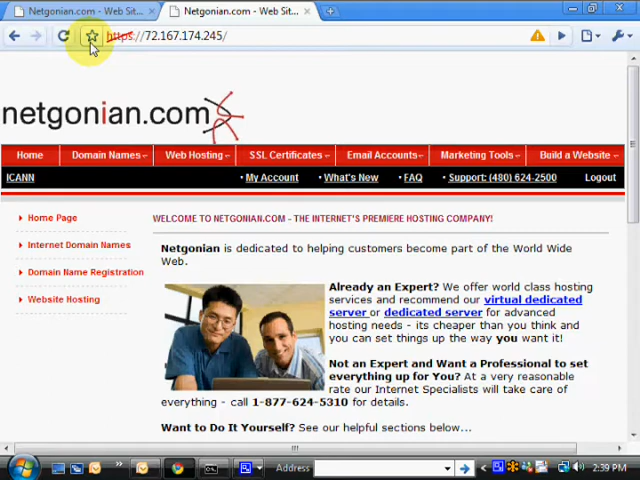 Netgonian.com - Web Sit...
Netgonian.com - Web Sit...
https://72.167.174.245/
netgonian.com
Home
Domain Names
Web Hosting
SSL Certificates
Email Accounts
Marketing Tools
Build a Website
ICANN
• My Account
• What's New
• FAQ
• Support: (480) 624-2500
Logout
Home Page
Internet Domain Names
Domain Name Registration
Website Hosting
WELCOME TO NETGONIAN.COM - THE INTERNET'S PREMIERE HOSTING COMPANY!
Netgonian is dedicated to helping customers become part of the World Wide
Web.
Already an Expert? We offer world class hosting
services and recommend our virtual dedicated
server or dedicated server for advanced
hosting needs - its cheaper than you think and
you can set things up the way you want it!
Not an Expert and Want a Professional to set
everything up for You? At a very reasonable
rate our Internet Specialists will take care of
everything - call 1-877-624-5310 for details.
Want to Do It Yourself? See our helpful sections below...
Address
2:39 PM